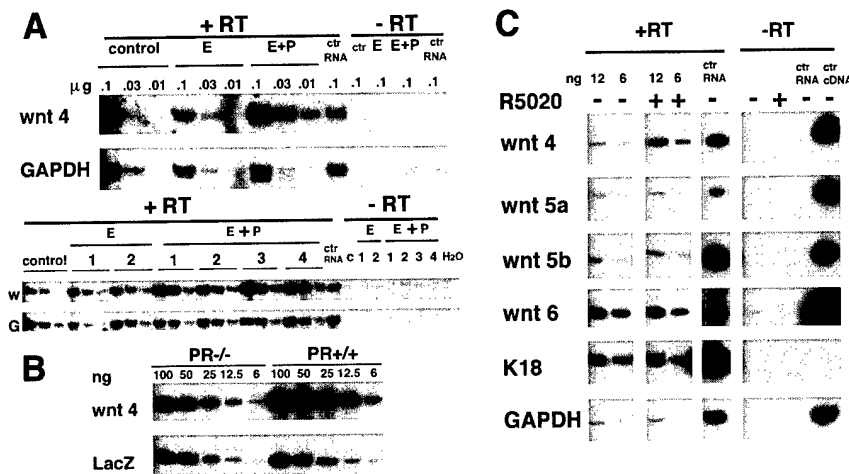 A
+ RT
- RT
control E E+P ctr RNA ctr E E+P ctr RNA
μg .1 .03 .01 .1 .03 .01 .1 .03 .01 .1 .1 .1 .1 .1
wnt 4
GAPDH
+ RT
- RT
E E + P E E + P
control 1 2 1 2 3 4 ctr RNA c 1 2 1 2 3 4 H2O
w
G
B
PR-/- PR+/+
ng 100 50 25 12.5 6 100 50 25 12.5 6
wnt 4
LacZ
C
+RT
-RT
ng 12 6 12 6 ctr RNA ctr RNA ctr cDNA
R5020 - - + + - - + - -
wnt 4
wnt 5a
wnt 5b
wnt 6
K18
GAPDH